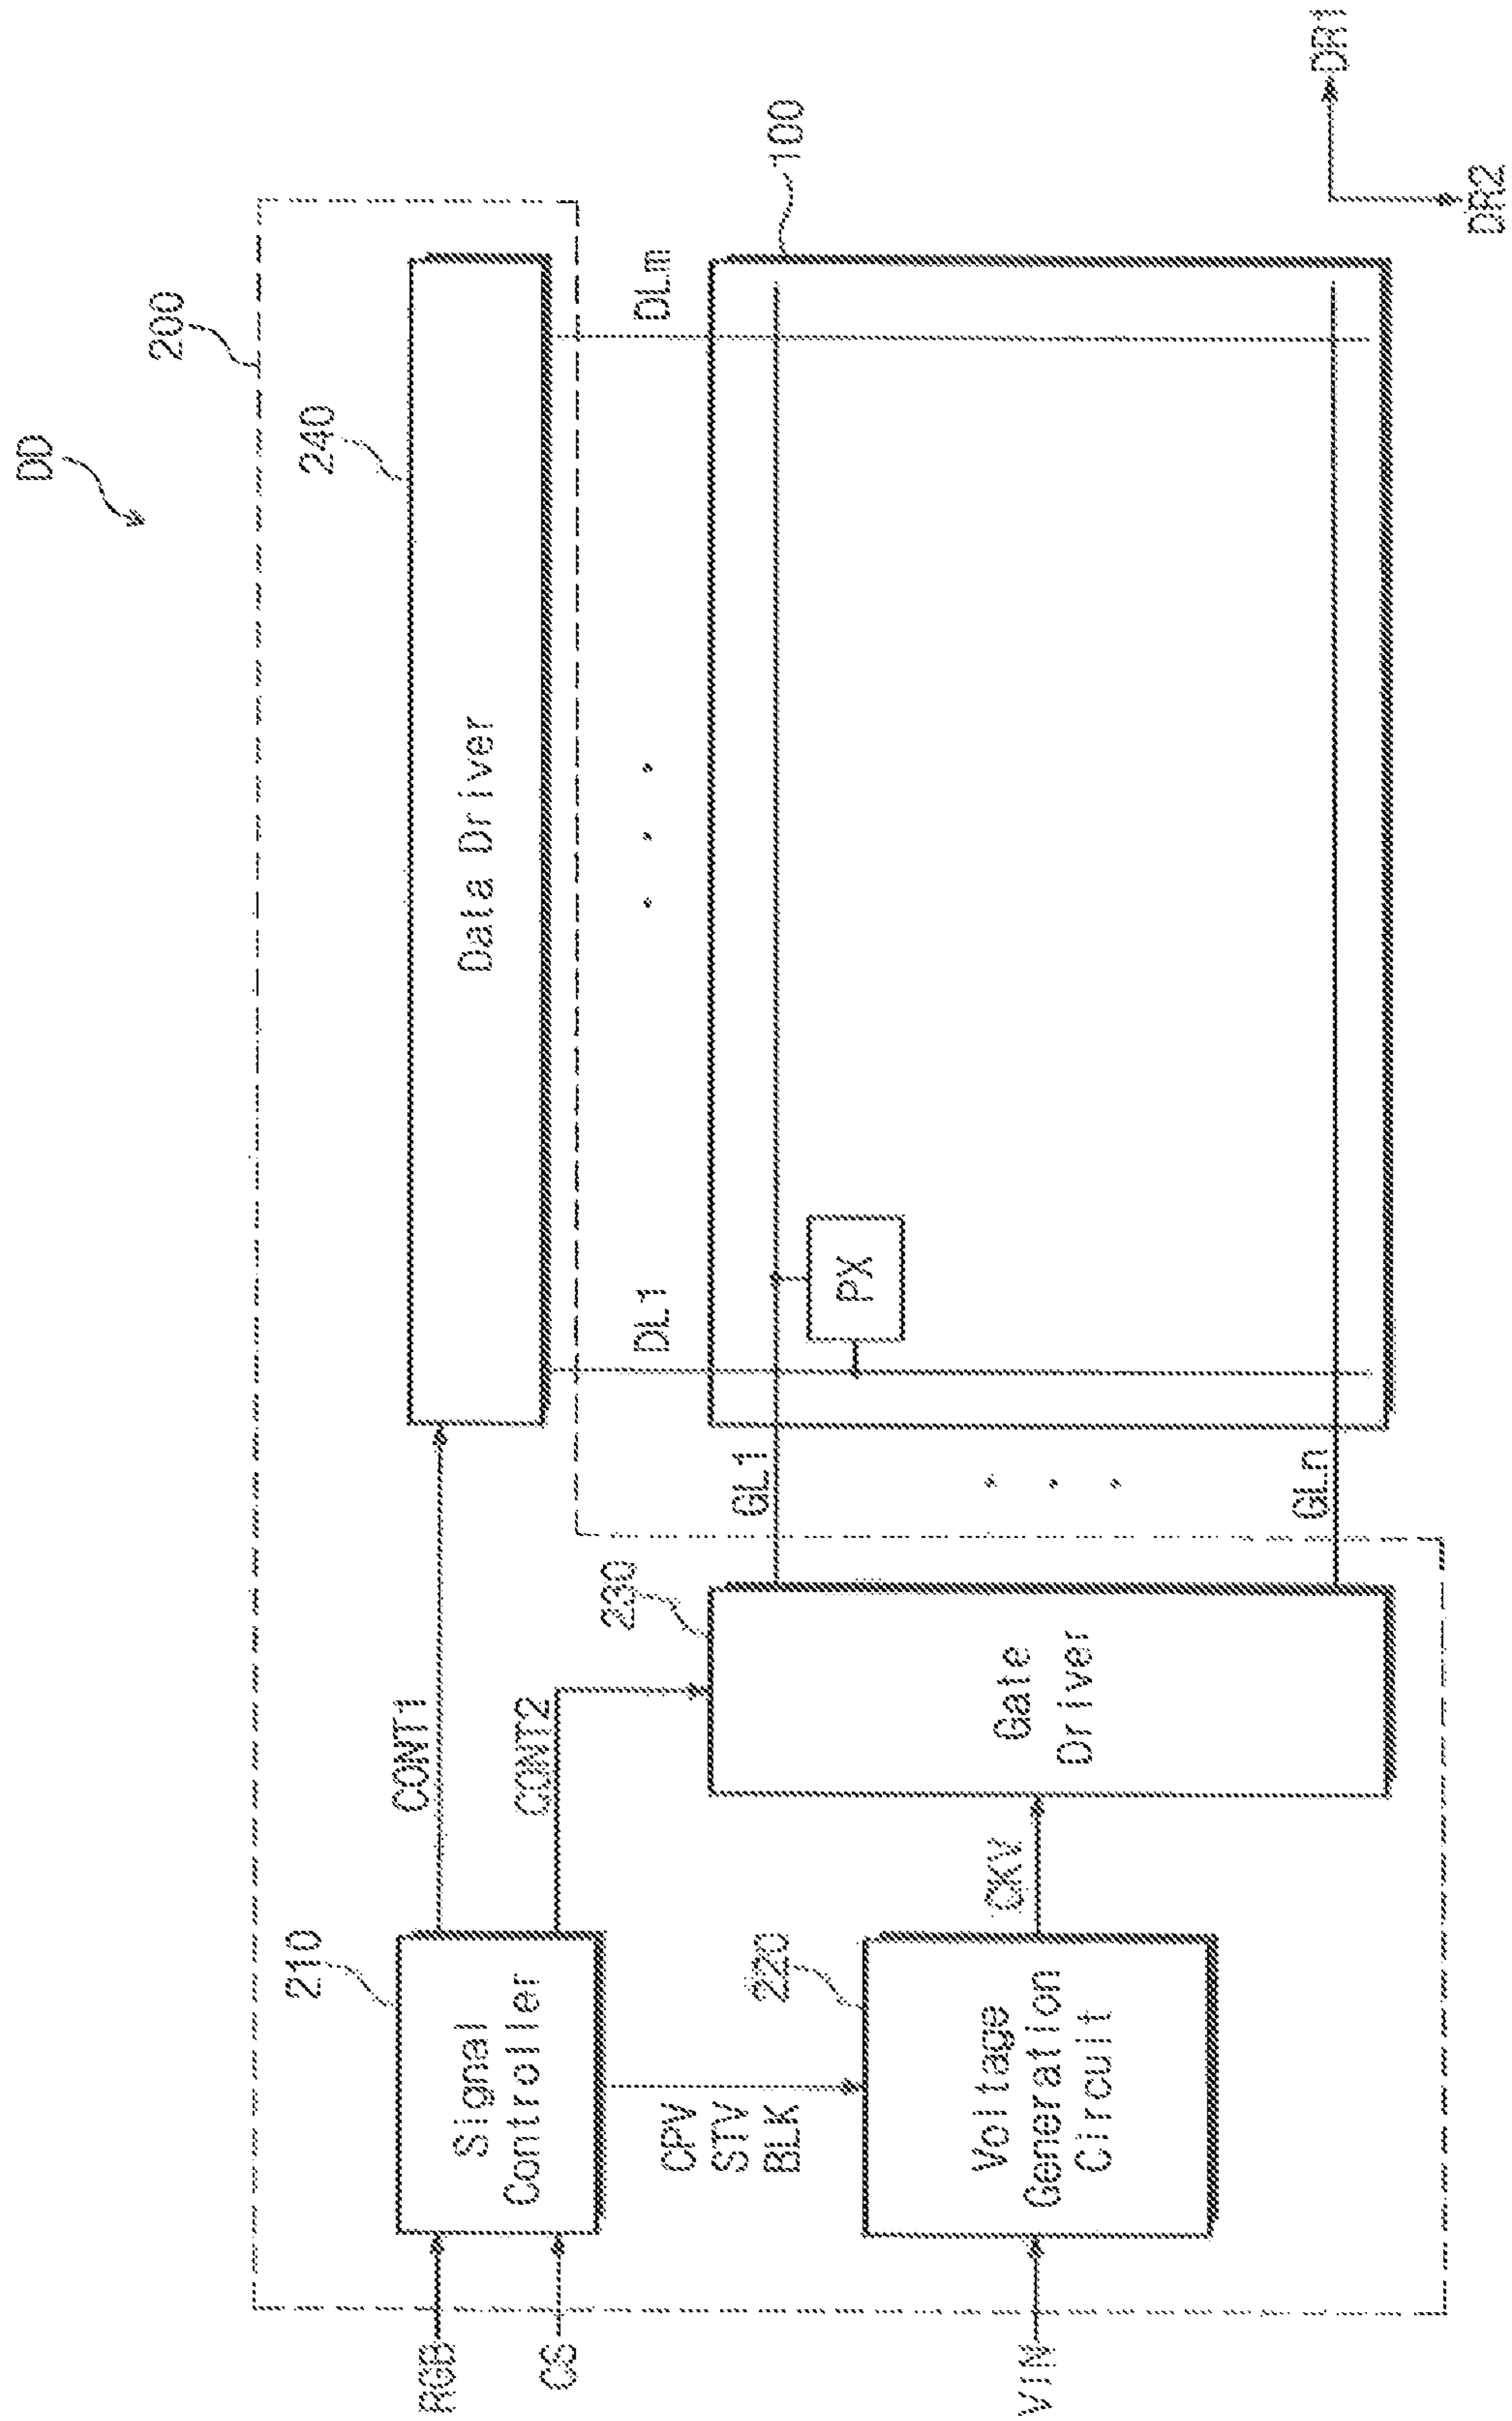 DD
200
240
Data Driver
210
Signal
Controller
RGB
CS
CONT1
CONT2
CPV
STV
BLK
220
Voltage
Generation
Circuit
VIN
CKV
230
Gate
Driver
GL1
GLn
DL1
DLm
PX
100
DR1
DR2